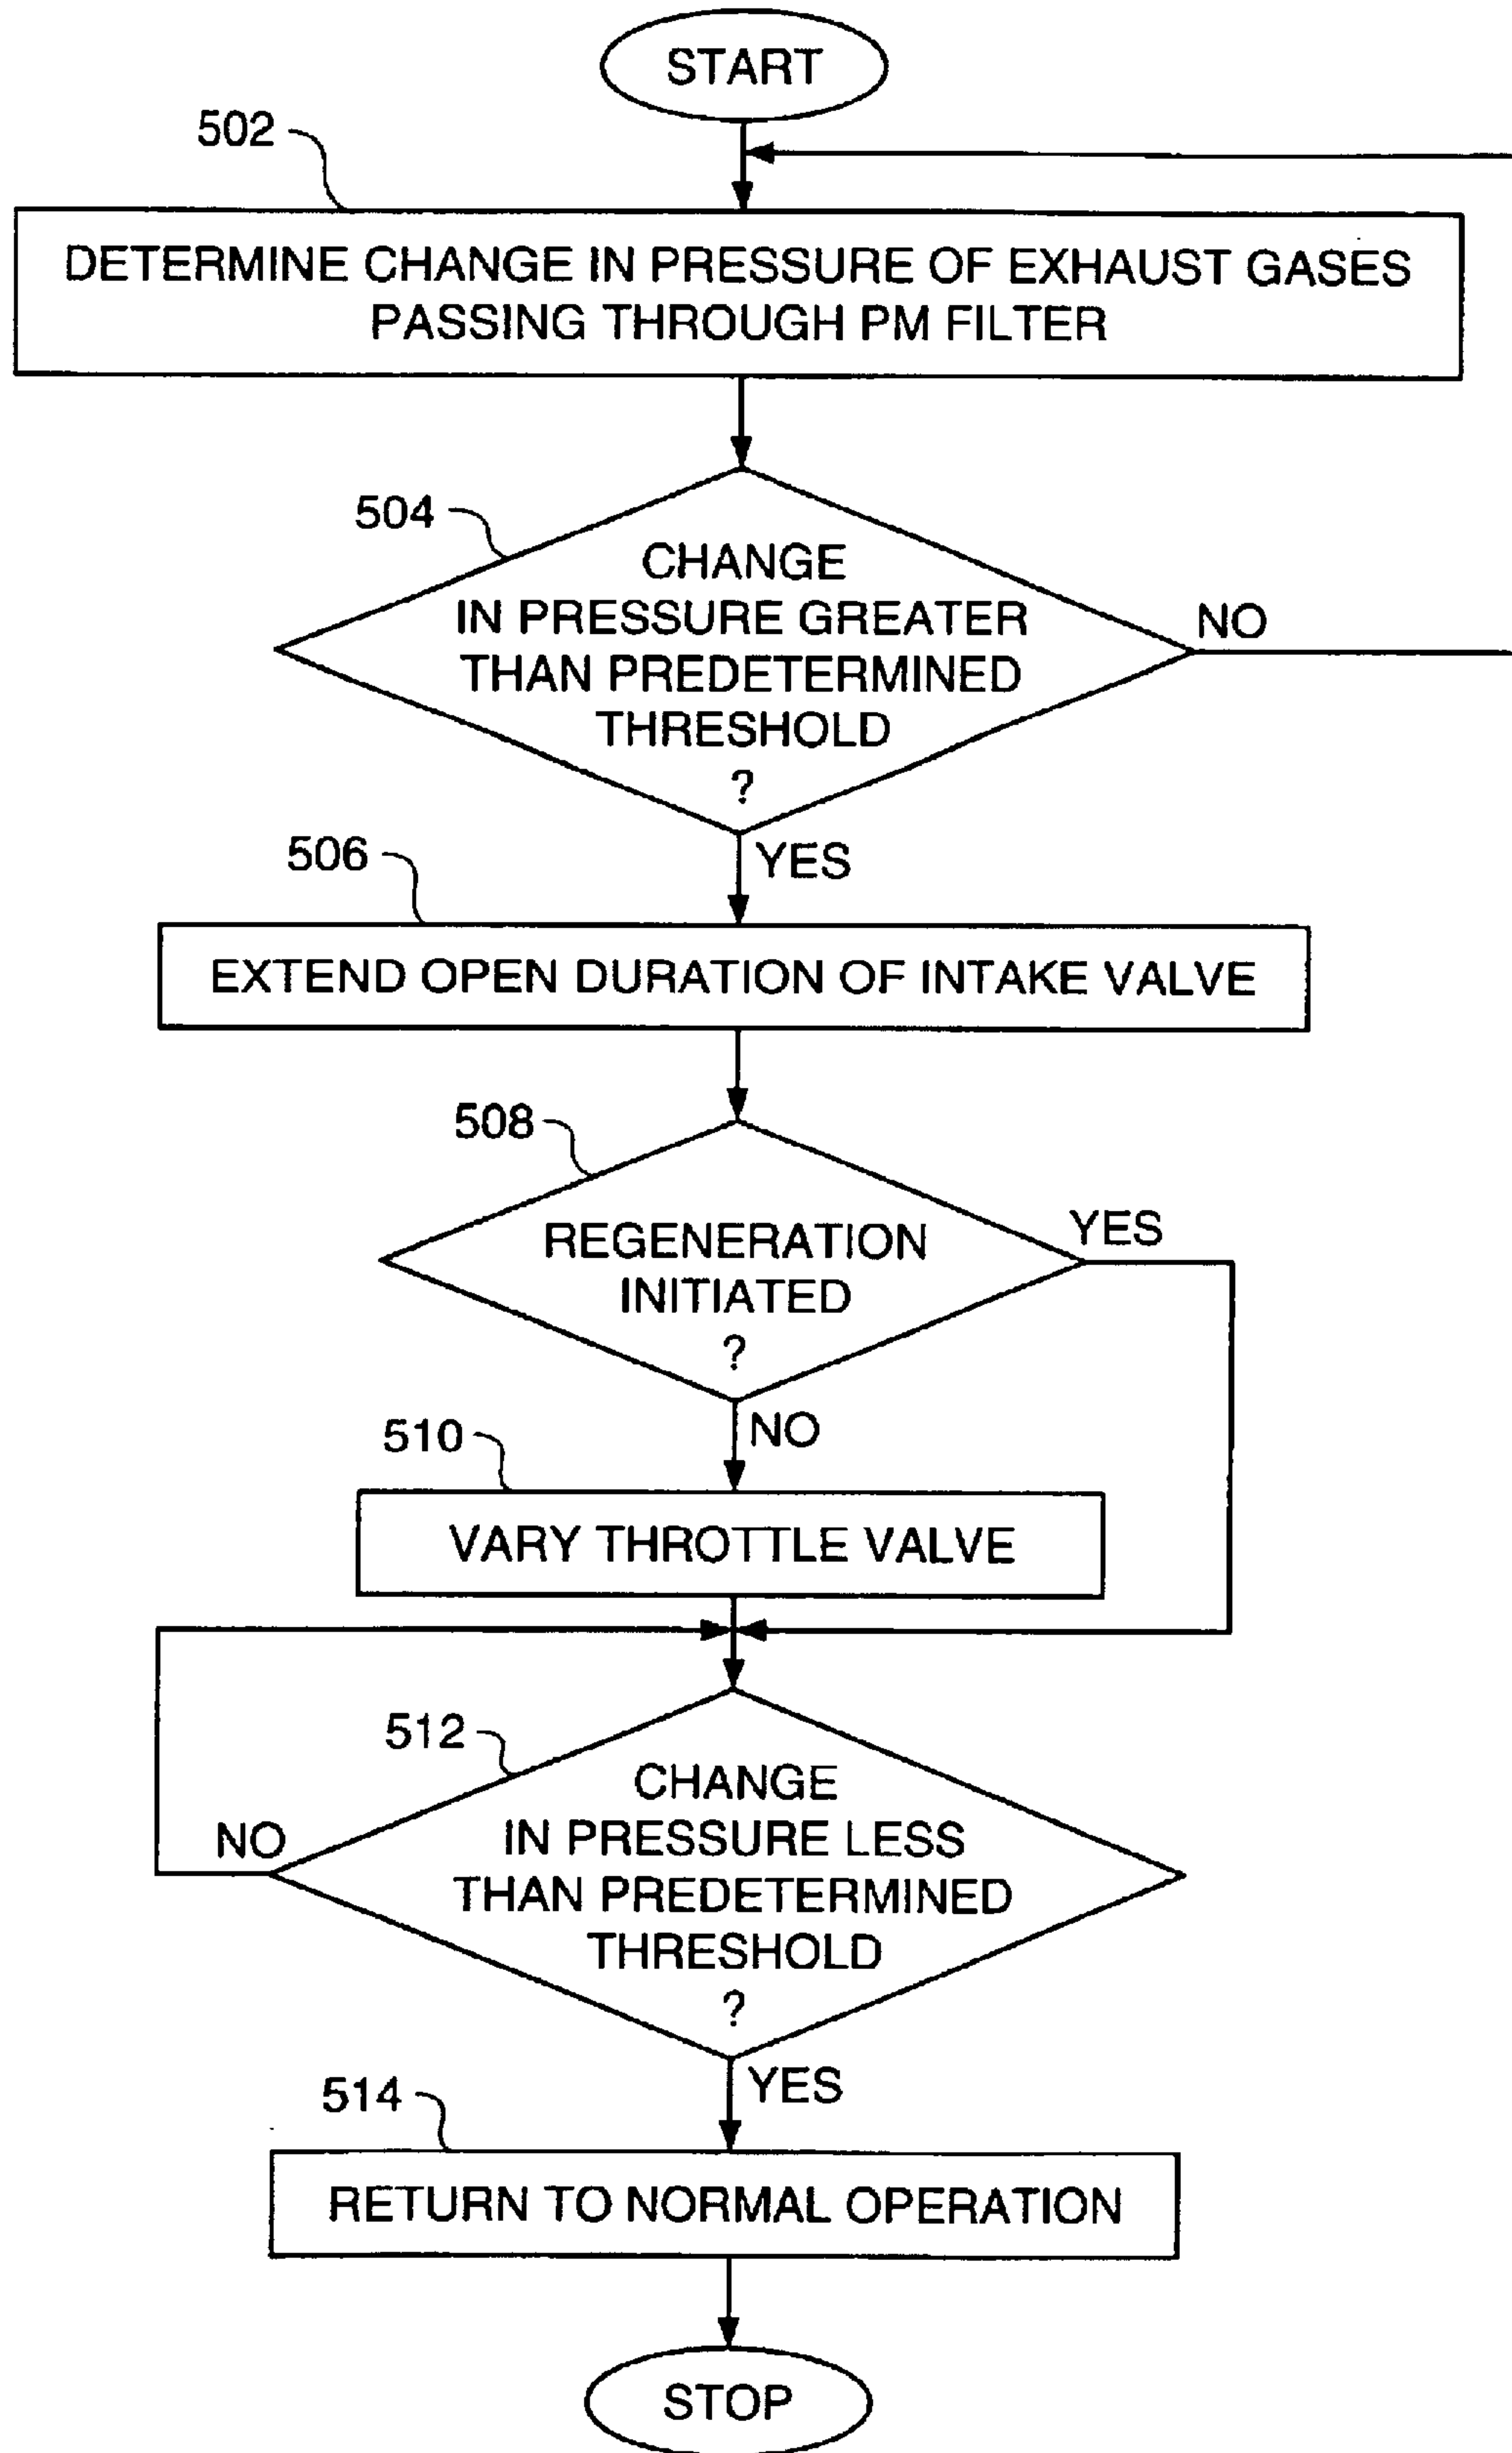 START
502
DETERMINE CHANGE IN PRESSURE OF EXHAUST GASES
PASSING THROUGH PM FILTER
504
CHANGE
IN PRESSURE GREATER
THAN PREDETERMINED
THRESHOLD
?
NO
YES
506
EXTEND OPEN DURATION OF INTAKE VALVE
508
REGENERATION
INITIATED
?
YES
NO
510
VARY THROTTLE VALVE
512
CHANGE
IN PRESSURE LESS
THAN PREDETERMINED
THRESHOLD
?
NO
YES
514
RETURN TO NORMAL OPERATION
STOP